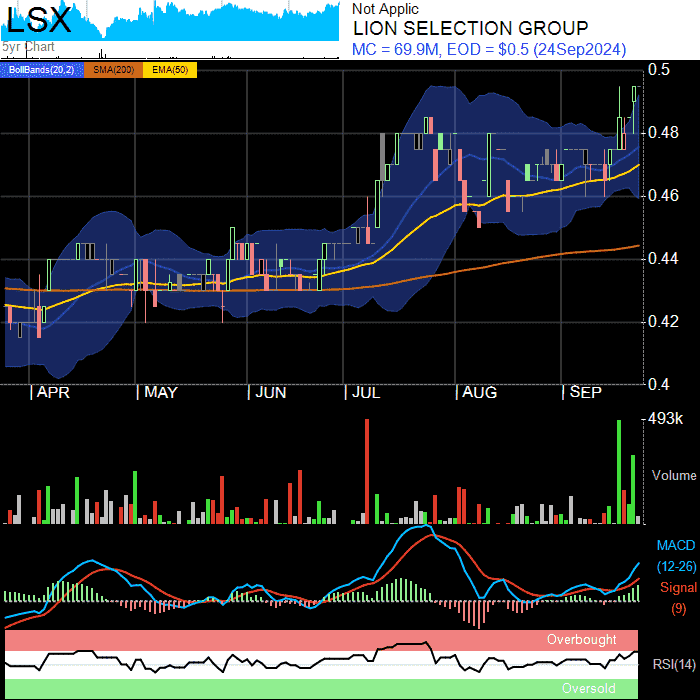 LSX
5yr Chart
Not Applic
LION SELECTION GROUP
MC = 69.9M, EOD = $0.5 (24Sep2024)
BollBands(20,2) SMA(200) EMA(50)
0.5
0.48
0.46
0.44
0.42
0.4
APR MAY JUN JUL AUG SEP
493k
Volume
MACD
(12-26)
Signal
(9)
Overbought
RSI(14)
Oversold